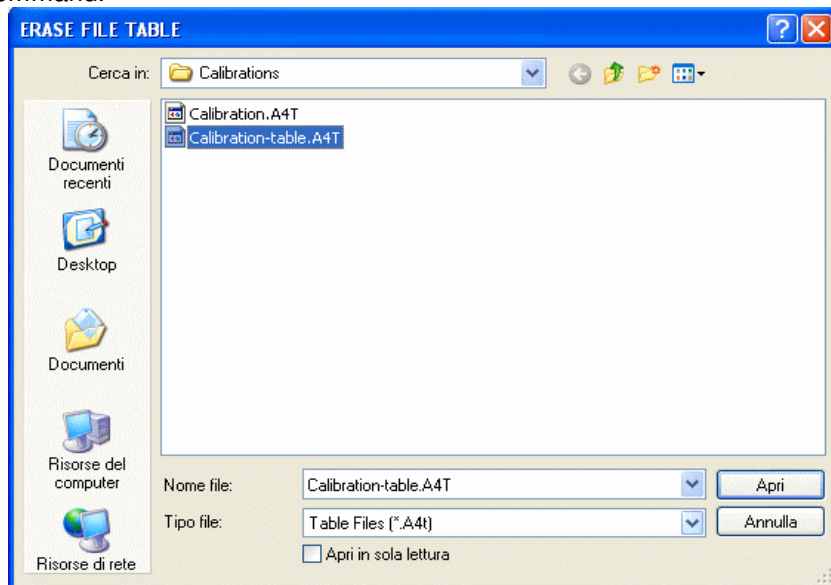 ommand.
ERASE FILE TABLE
Cerca in: Calibrations
Calibration.A4T
Calibration-table.A4T
Documenti
recenti
Desktop
Documenti
Risorse del
computer
Risorse di rete
Nome file: Calibration-table.A4T Apri
Tipo file: Table Files (*.A4t) Annulla
Apri in sola lettura